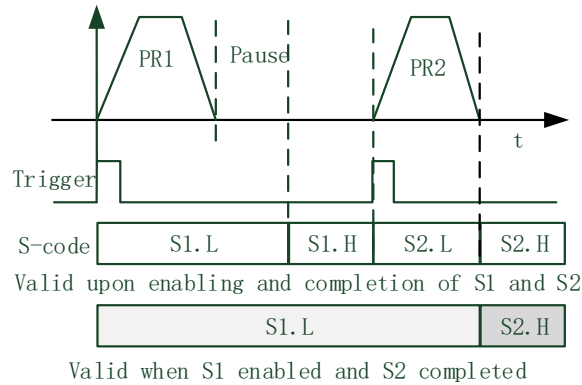 PR1
Pause
PR2
t
Trigger
S-code S1.L S1.H S2.L S2.H
Valid upon enabling and completion of S1 and S2
S1.L S2.H
Valid when S1 enabled and S2 completed